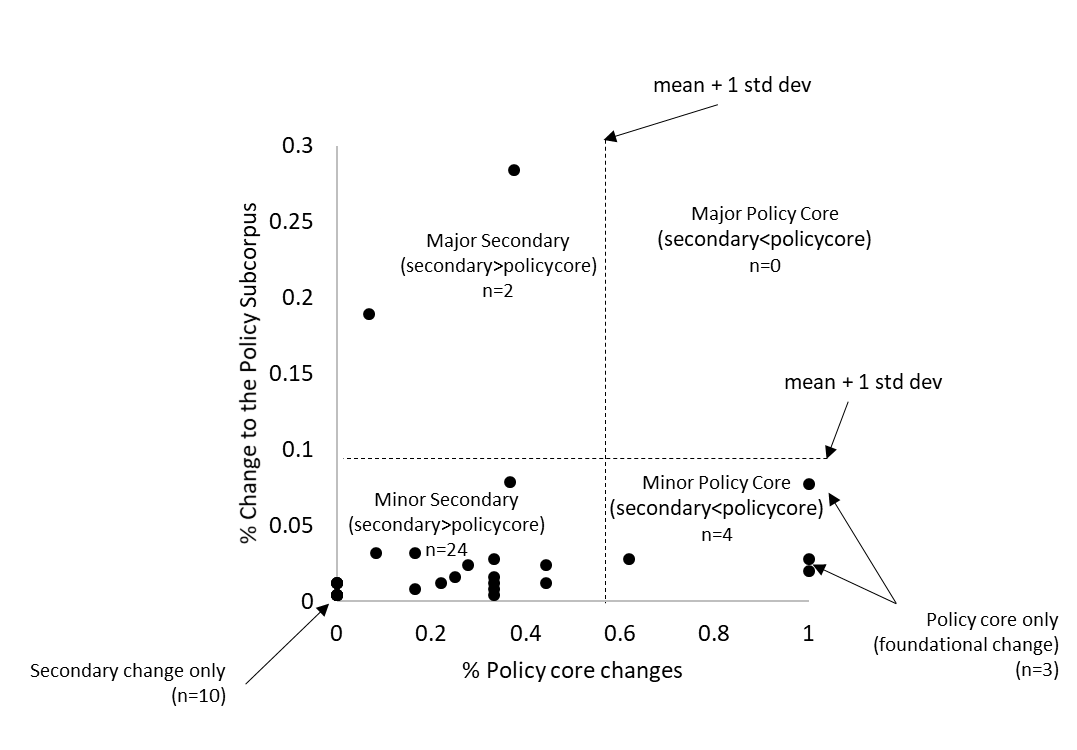 mean + 1 std dev
0.3
0.25
0.2
0.15
0.1
0.05
0
% Change to the Policy Subcorpus
Major Secondary
(secondary>policycore)
n=2
Major Policy Core
(secondary<policycore)
n=0
mean + 1 std dev
Minor Secondary
(secondary>policycore)
n=24
Minor Policy Core
(secondary<policycore)
n=4
0
0.2
0.4
0.6
0.8
1
% Policy core changes
Secondary change only
(n=10)
Policy core only
(foundational change)
(n=3)